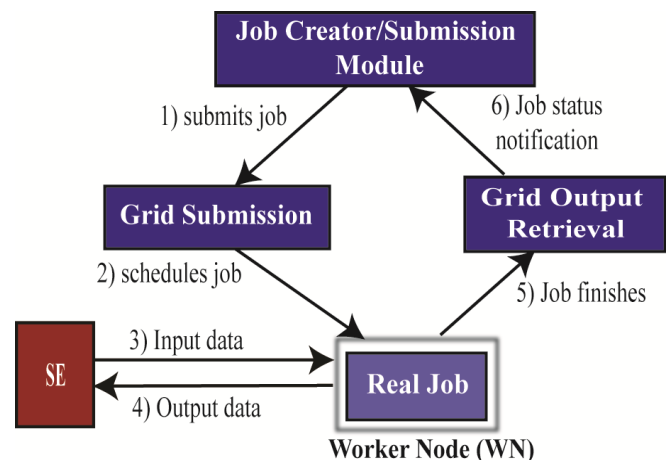 Job Creator/Submission
Module
1) submits job
6) Job status
notification
Grid Submission
Grid Output
Retrieval
2) schedules job
5) Job finishes
3) Input data
SE
Real Job
4) Output data
Worker Node (WN)